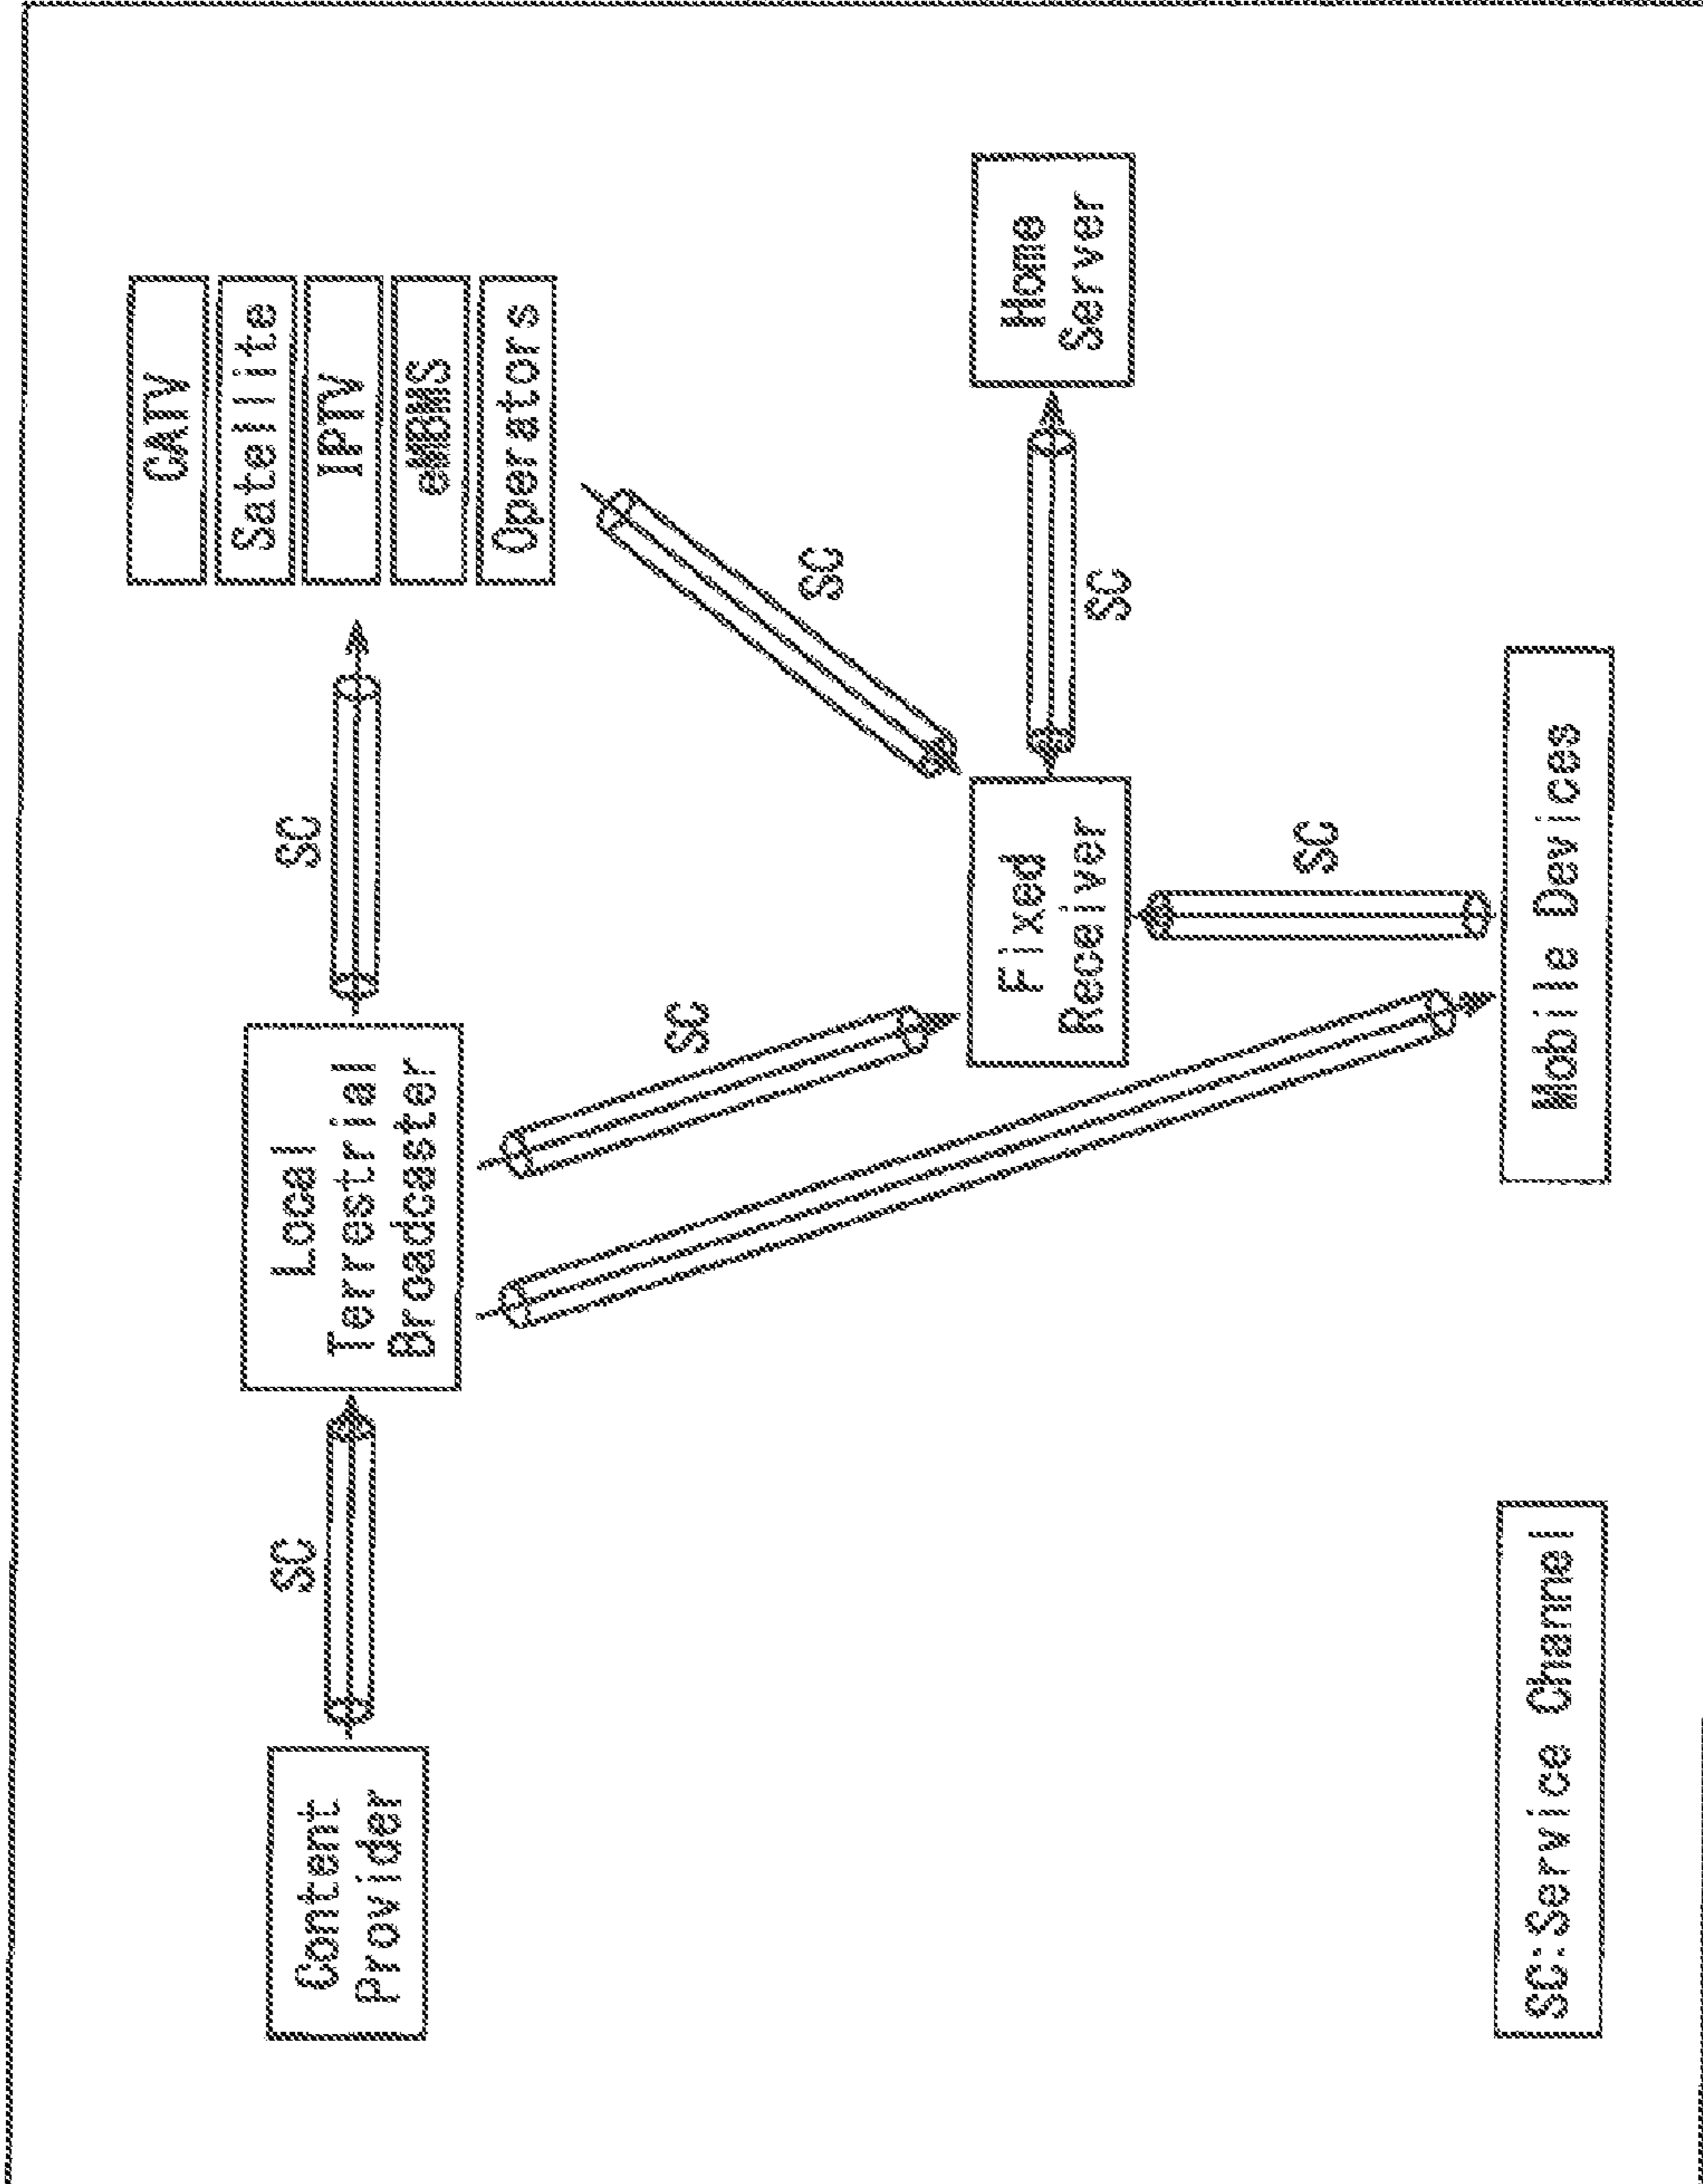 CATV
Satellite
IPTV
eMBMS
Operators
SC
Local
Terrestrial
Broadcaster
SC
Content
Provider
SC
SC
Home
Server
SC
Fixed
Receiver
SC
Mobile Devices
SC:Service Channel